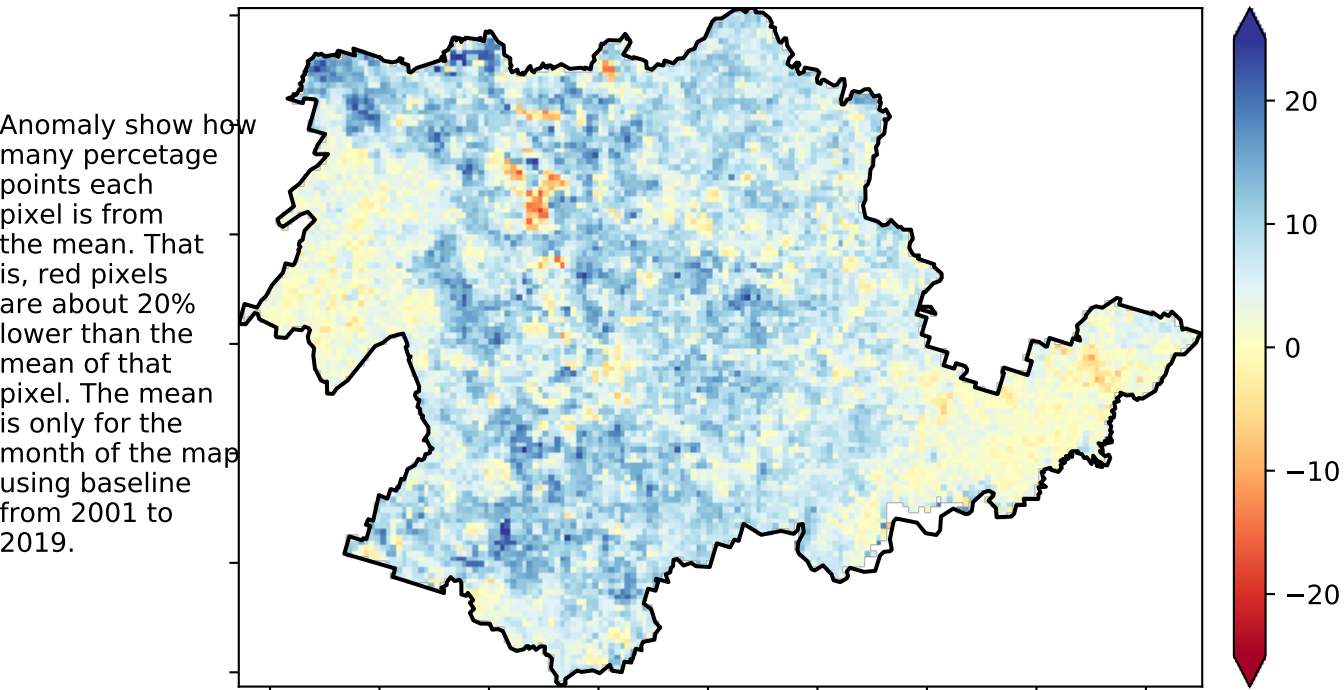 Anomaly show how
many percetage
points each
pixel is from
the mean. That
is, red pixels
are about 20%
lower than the
mean of that
pixel. The mean
is only for the
month of the map
using baseline
from 2001 to
2019.
20
10
0
−10
−20